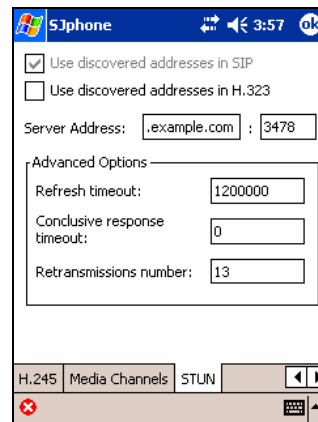 SJphone 3:57 ok
Use discovered addresses in SIP
Use discovered addresses in H.323
Server Address: .example.com : 3478
Advanced Options
Refresh timeout: 1200000
Conclusive response
timeout: 0
Retransmissions number: 13
H.245 Media Channels STUN